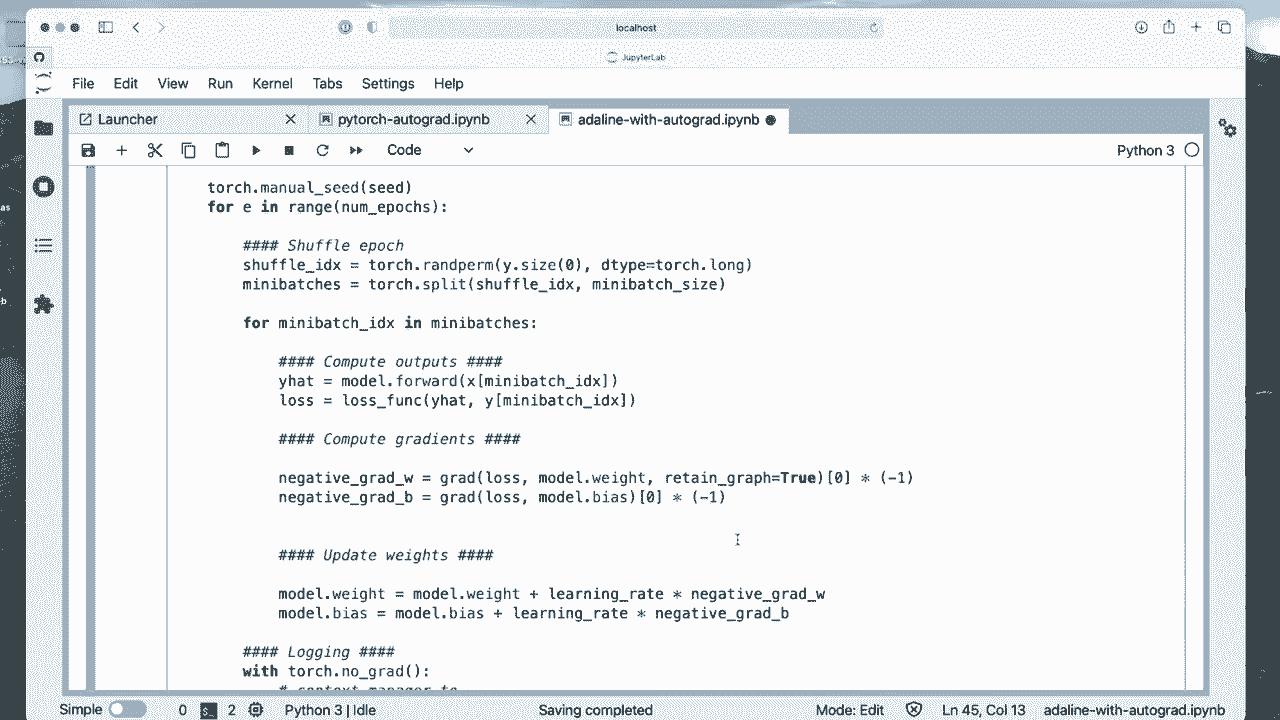 localhost
JupyterLab
File Edit View Run Kernel Tabs Settings Help
Launcher pytorch-autograd.ipynb adaline-with-autograd.ipynb
Code Python 3
torch.manual_seed(seed)
for e in range(num_epochs):
#### Shuffle epoch
shuffle_idx = torch.randperm(y.size(0), dtype=torch.long)
minibatches = torch.split(shuffle_idx, minibatch_size)
for minibatch_idx in minibatches:
#### Compute outputs ####
yhat = model.forward(x[minibatch_idx])
loss = loss_func(yhat, y[minibatch_idx])
#### Compute gradients ####
negative_grad_w = grad(loss, model.weight, retain_graph=True)[0] * (-1)
negative_grad_b = grad(loss, model.bias)[0] * (-1)
#### Update weights ####
model.weight = model.weight + learning_rate * negative_grad_w
model.bias = model.bias + learning_rate * negative_grad_b
#### Logging ####
with torch.no_grad():
# context manager to
Simple 0 2 Python 3 | Idle Saving completed Mode: Edit Ln 45, Col 13 adaline-with-autograd.ipynb